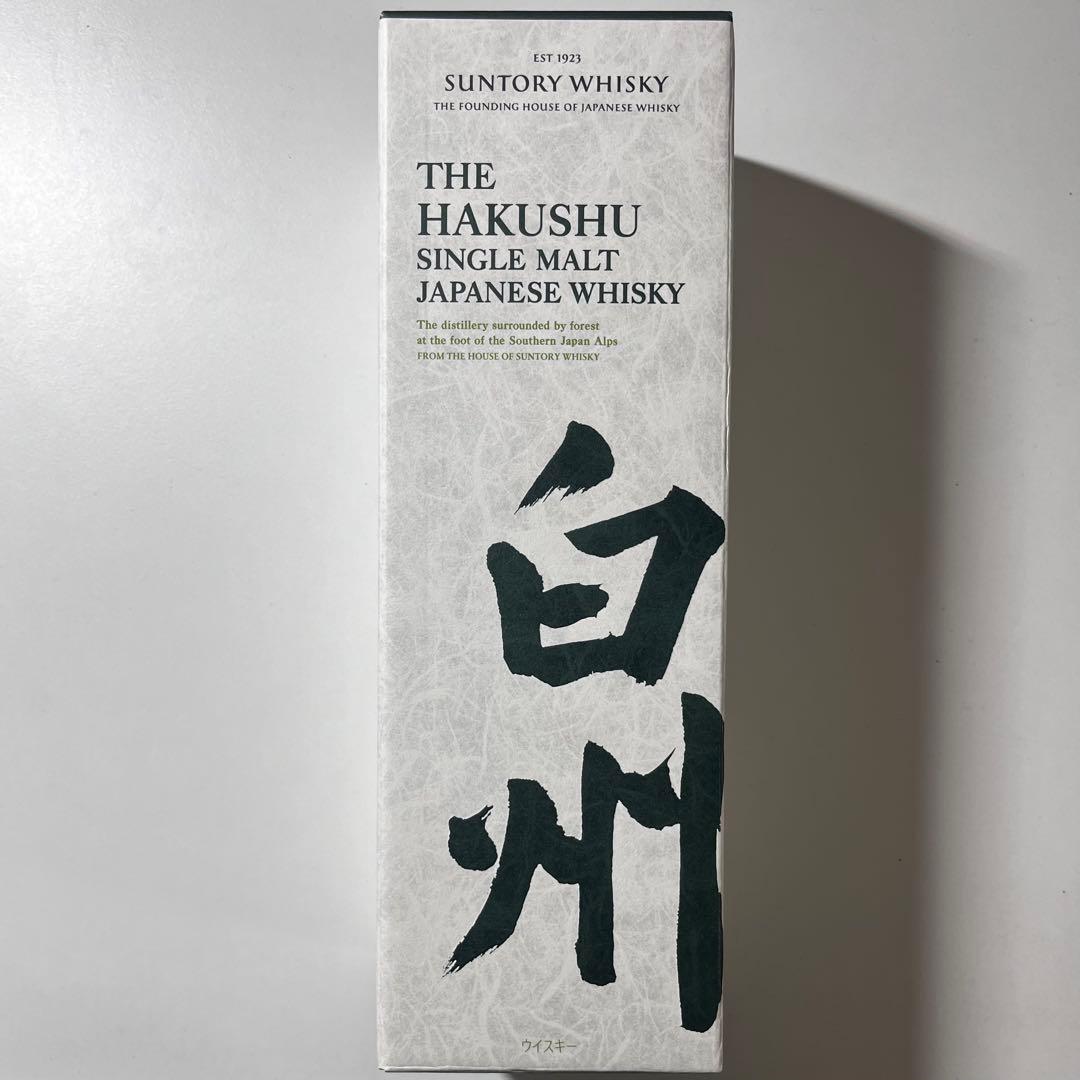 EST 1923
SUNTORY WHISKY
THE FOUNDING HOUSE OF JAPANESE WHISKY
THE
HAKUSHU
SINGLE MALT
JAPANESE WHISKY
The distillery surrounded by forest
at the foot of the Southern Japan Alps
FROM THE HOUSE OF SUNTORY WHISKY
白
州
ウイスキー